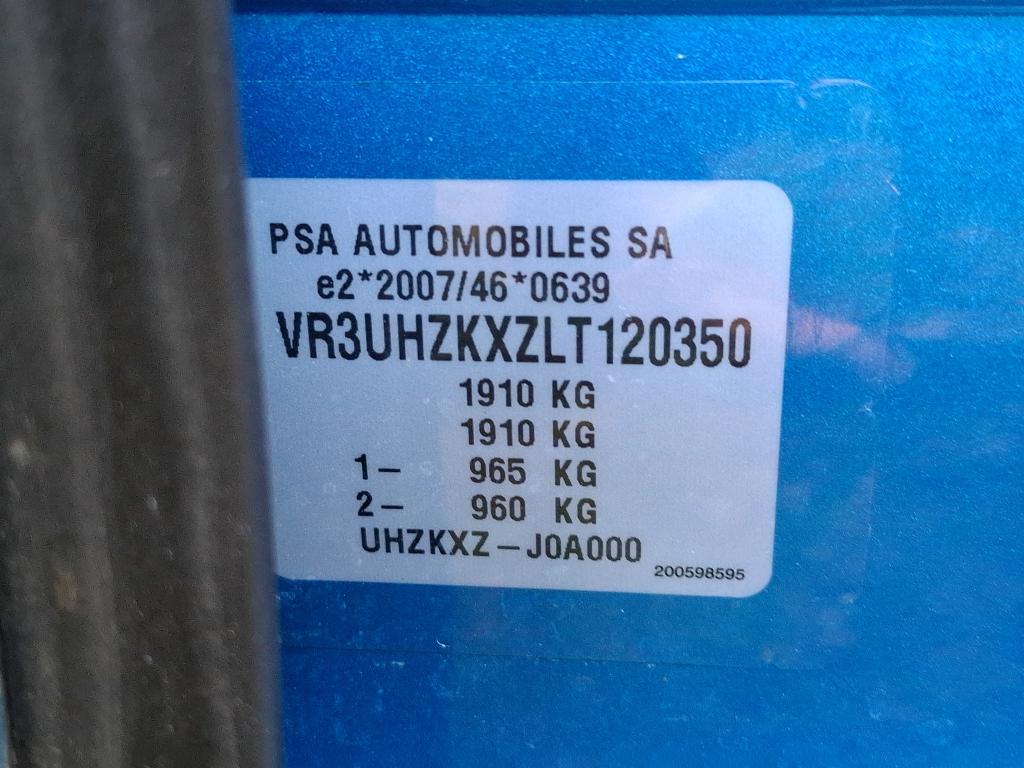 PSA AUTOMOBILES SA
e2*2007/46*0639
VR3UHZKXZLT120350
1910 KG
1910 KG
1– 965 KG
2– 960 KG
UHZKXZ–J0A000
200598595